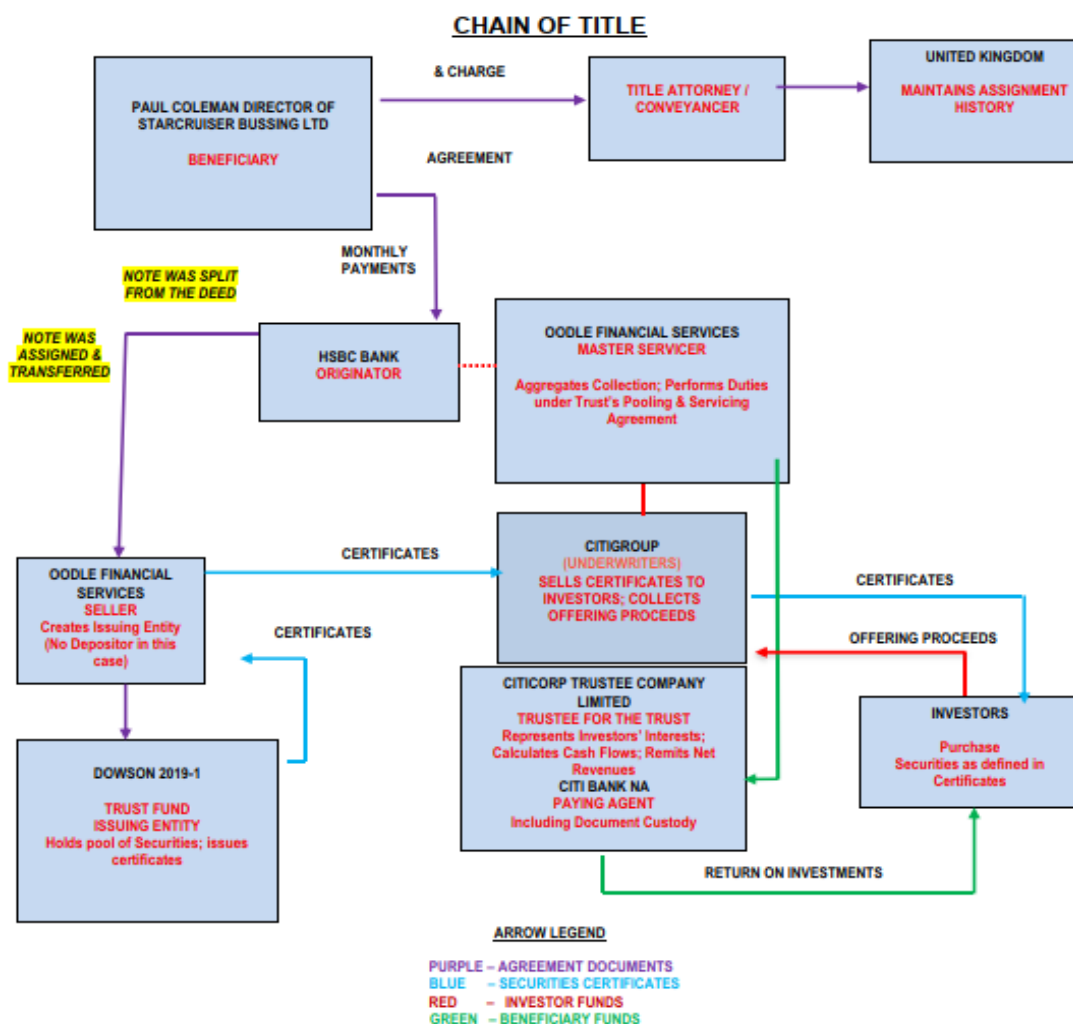 CHAIN OF TITLE
PAUL COLEMAN DIRECTOR OF
STARCRUISER BUSSING LTD
BENEFICIARY
& CHARGE
AGREEMENT
TITLE ATTORNEY /
CONVEYANCER
UNITED KINGDOM
MAINTAINS ASSIGNMENT
HISTORY
MONTHLY
PAYMENTS
NOTE WAS SPLIT
FROM THE DEED
NOTE WAS
ASSIGNED &
TRANSFERRED
HSBC BANK
ORIGINATOR
OODLE FINANCIAL SERVICES
MASTER SERVICER
Aggregates Collection; Performs Duties
under Trust's Pooling & Servicing
Agreement
OODLE FINANCIAL
SERVICES
SELLER
Creates Issuing Entity
(No Depositor in this
case)
CERTIFICATES
CERTIFICATES
CITIGROUP
(UNDERWRITERS)
SELLS CERTIFICATES TO
INVESTORS; COLLECTS
OFFERING PROCEEDS
CERTIFICATES
OFFERING PROCEEDS
CITICORP TRUSTEE COMPANY
LIMITED
TRUSTEE FOR THE TRUST
Represents Investors' Interests;
Calculates Cash Flows; Remits Net
Revenues
CITI BANK NA
PAYING AGENT
Including Document Custody
INVESTORS
Purchase
Securities as defined in
Certificates
DOWSON 2019-1
TRUST FUND
ISSUING ENTITY
Holds pool of Securities; issues
certificates
RETURN ON INVESTMENTS
ARROW LEGEND
PURPLE – AGREEMENT DOCUMENTS
BLUE – SECURITIES CERTIFICATES
RED – INVESTOR FUNDS
GREEN – BENEFICIARY FUNDS